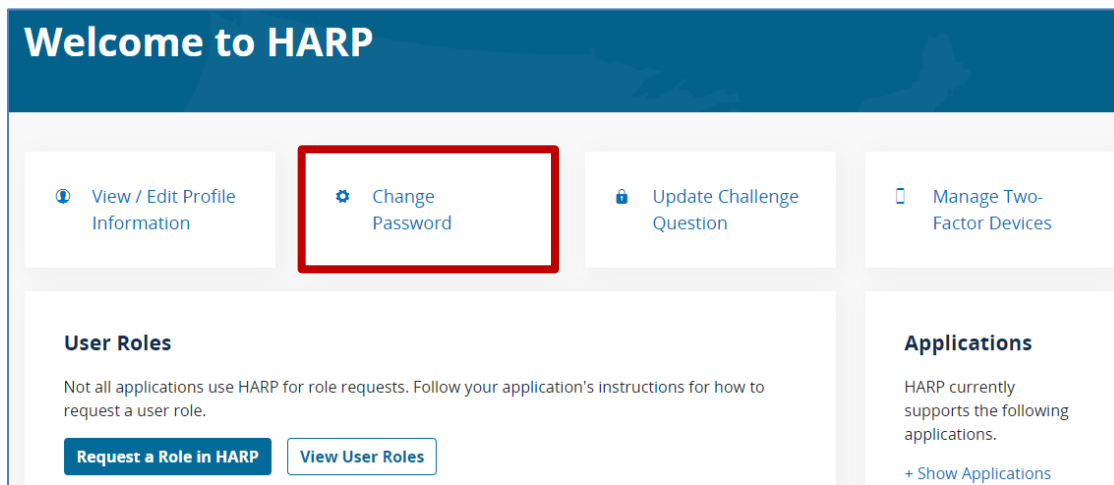 Welcome to HARP
View / Edit Profile
Information
Change
Password
Update Challenge
Question
Manage Two-
Factor Devices
User Roles
Not all applications use HARP for role requests. Follow your application's instructions for how to
request a user role.
Request a Role in HARP
View User Roles
Applications
HARP currently
supports the following
applications.
+ Show Applications